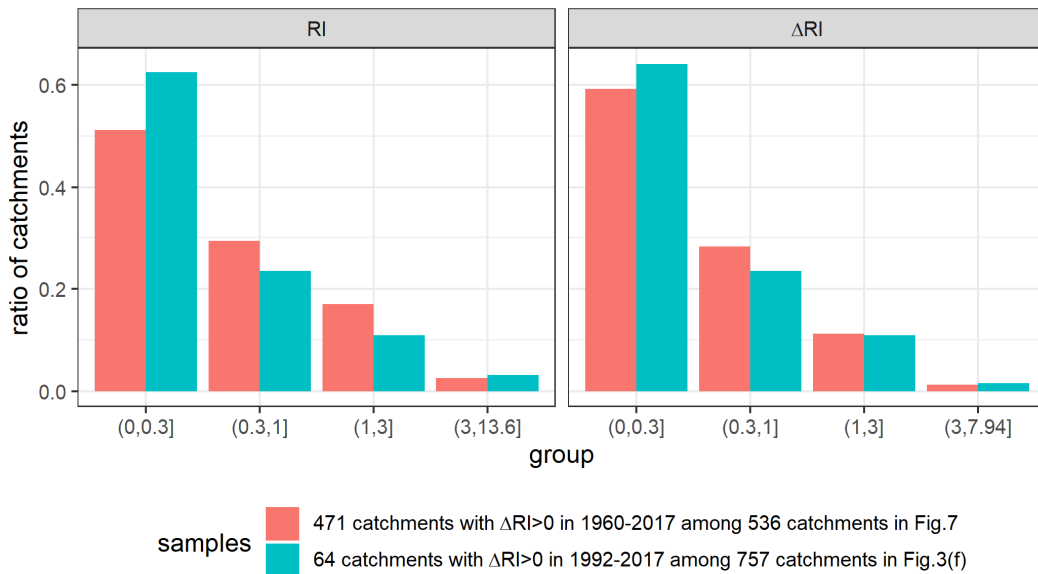 RI
ΔRI
ratio of catchments
0.6
0.4
0.2
0.0
(0,0.3] (0.3,1] (1,3] (3,13.6] (0,0.3] (0.3,1] (1,3] (3,7.94]
group
samples
471 catchments with ΔRI>0 in 1960-2017 among 536 catchments in Fig.7
64 catchments with ΔRI>0 in 1992-2017 among 757 catchments in Fig.3(f)